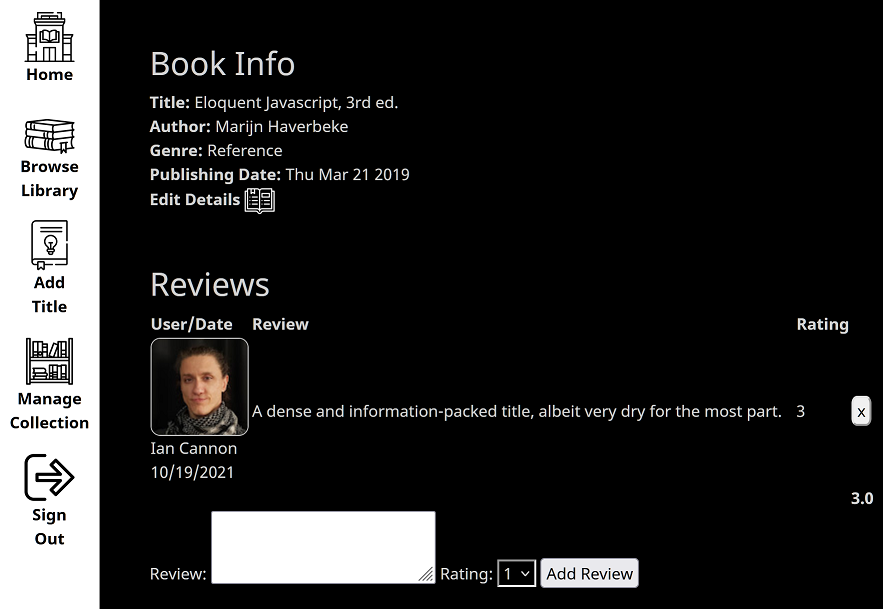 Home
Browse
Library
Add
Title
Manage
Collection
Sign
Out
Book Info
Title: Eloquent Javascript, 3rd ed.
Author: Marijn Haverbeke
Genre: Reference
Publishing Date: Thu Mar 21 2019
Edit Details
Reviews
User/Date Review Rating
A dense and information-packed title, albeit very dry for the most part. 3 x
Ian Cannon
10/19/2021
3.0
Review: Rating: 1 Add Review